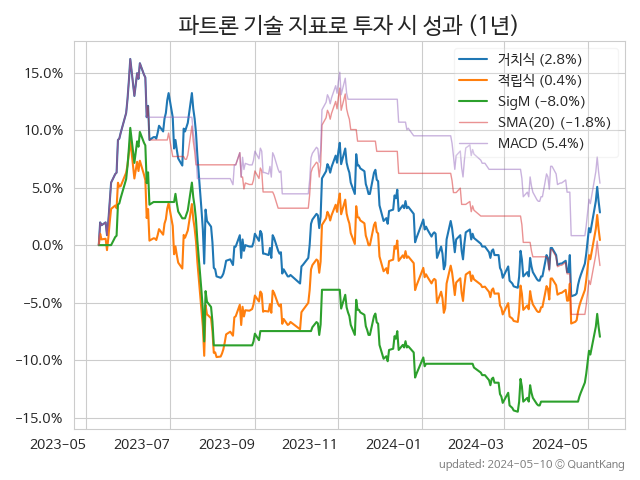 파트론 기술 지표로 투자 시 성과 (1년)
거치식 (2.8%)
적립식 (0.4%)
SigM (−8.0%)
SMA(20) (−1.8%)
MACD (5.4%)
15.0%
10.0%
5.0%
0.0%
−5.0%
−10.0%
−15.0%
2023-05 2023-07 2023-09 2023-11 2024-01 2024-03 2024-05
updated: 2024-05-10 © QuantKang